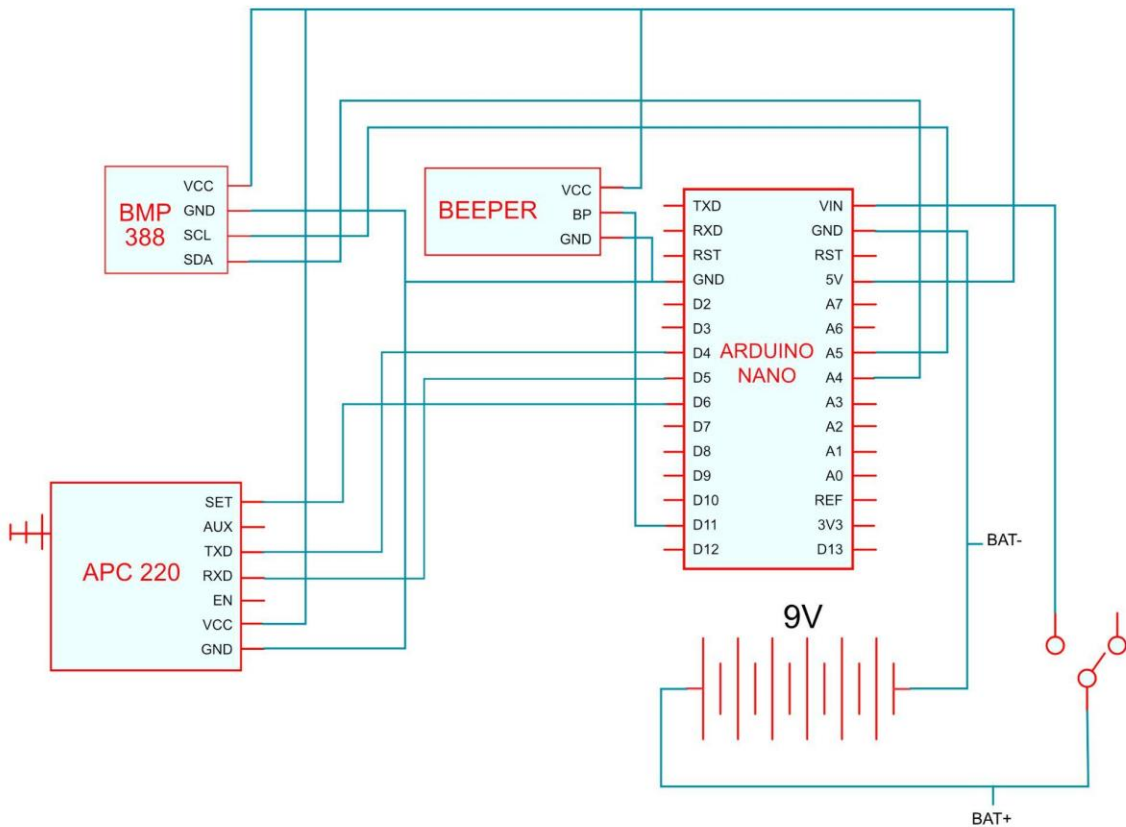 VCC
GND
SCL
SDA
BMP
388
VCC
BP
GND
BEEPER
TXD
RXD
RST
GND
D2
D3
D4
D5
D6
D7
D8
D9
D10
D11
D12
ARDUINO
NANO
VIN
GND
RST
5V
A7
A6
A5
A4
A3
A2
A1
A0
REF
3V3
D13
APC 220
SET
AUX
TXD
RXD
EN
VCC
GND
BAT-
9V
BAT+